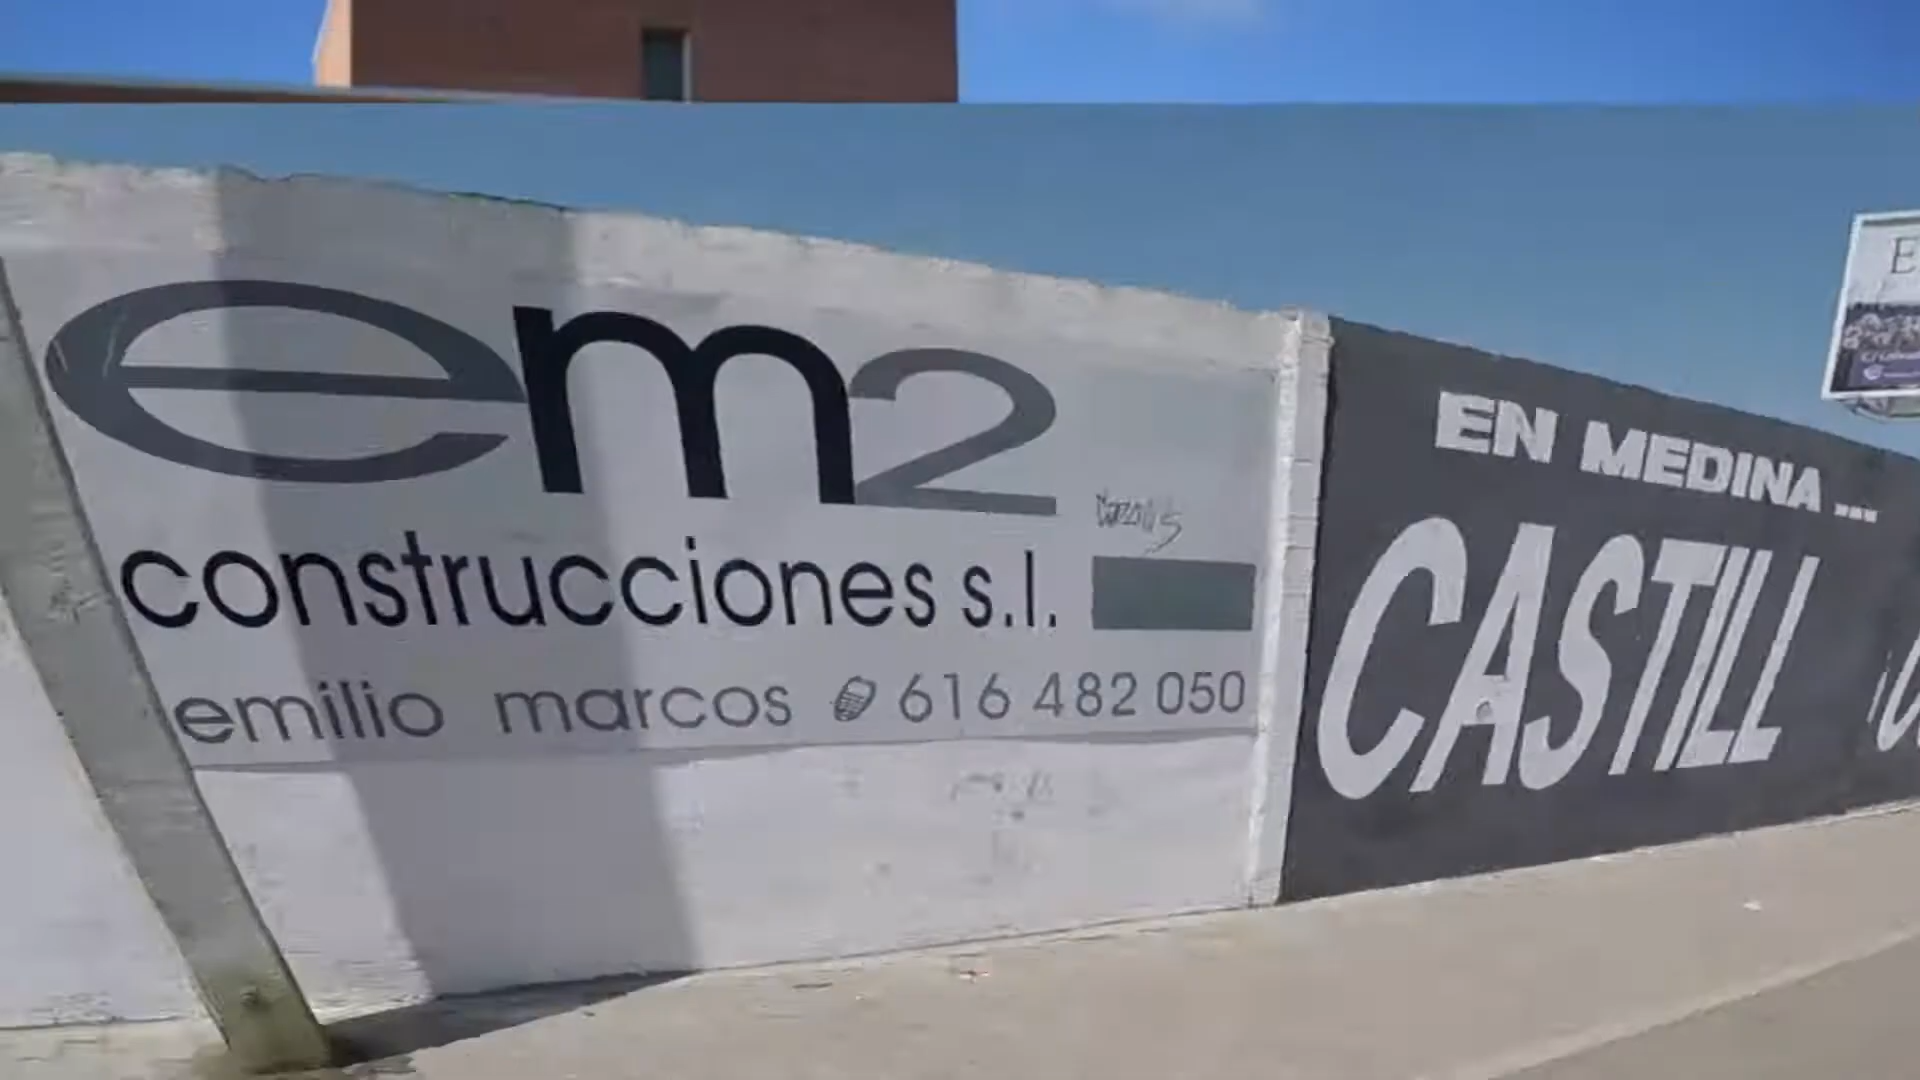 em2
construcciones s.l.
emilio marcos 616 482 050
EN MEDINA ...
CASTILL